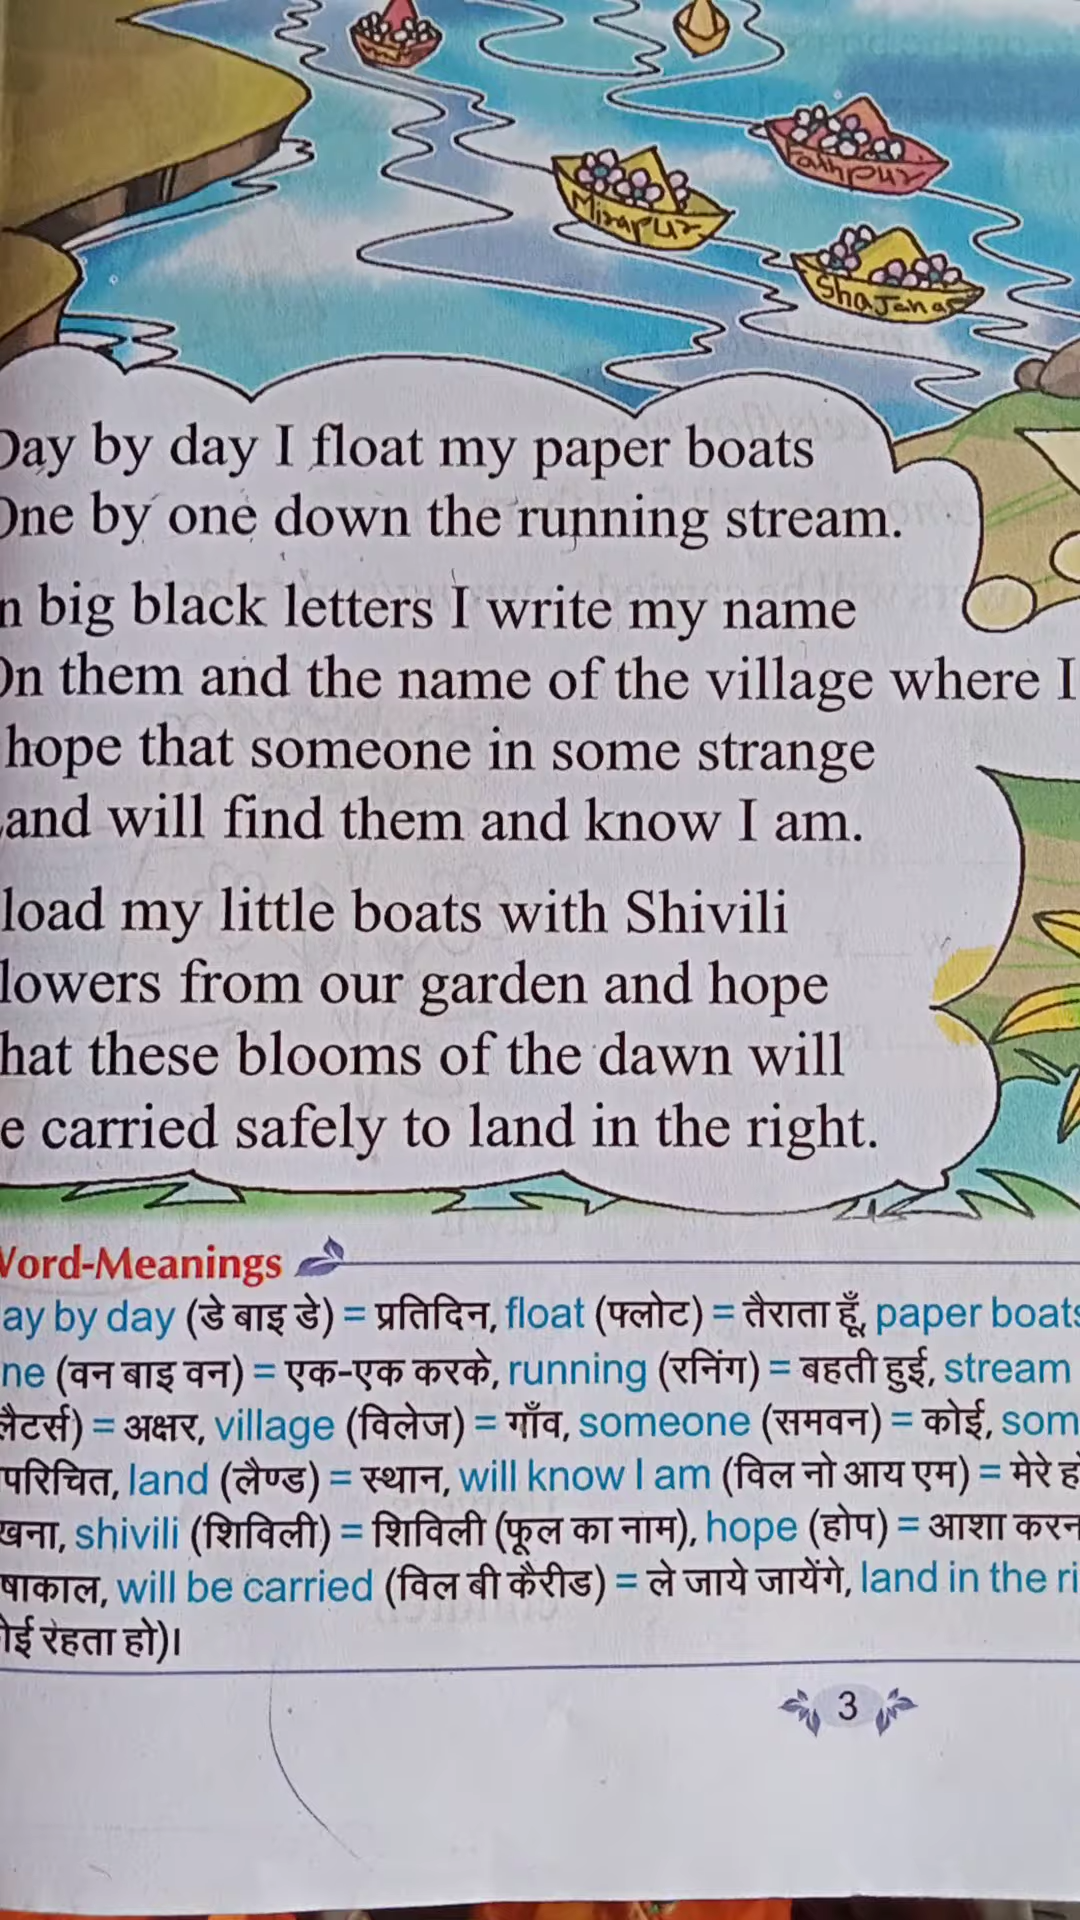 Mirapur
Fathpur
Shajahan
Day by day I float my paper boats
One by one down the running stream.
n big black letters I write my name
On them and the name of the village where I
hope that someone in some strange
and will find them and know I am.
load my little boats with Shivili
lowers from our garden and hope
hat these blooms of the dawn will
e carried safely to land in the right.
Word-Meanings
ay by day (डे बाइ डे) = प्रतिदिन, float (फ्लोट) = तैराता हूँ, paper boats
ne (वन बाइ वन) = एक-एक करके, running (रनिंग) = बहती हुई, stream
लैटर्स) = अक्षर, village (विलेज) = गाँव, someone (समवन) = कोई, som
परिचित, land (लैण्ड) = स्थान, will know I am (विल नो आय एम) = मेरे ह
खना, shivili (शिविली) = शिविली (फूल का नाम), hope (होप) = आशा करन
षाकाल, will be carried (विल बी कैरीड) = ले जाये जायेंगे, land in the ri
ोई रहता हो)।
3